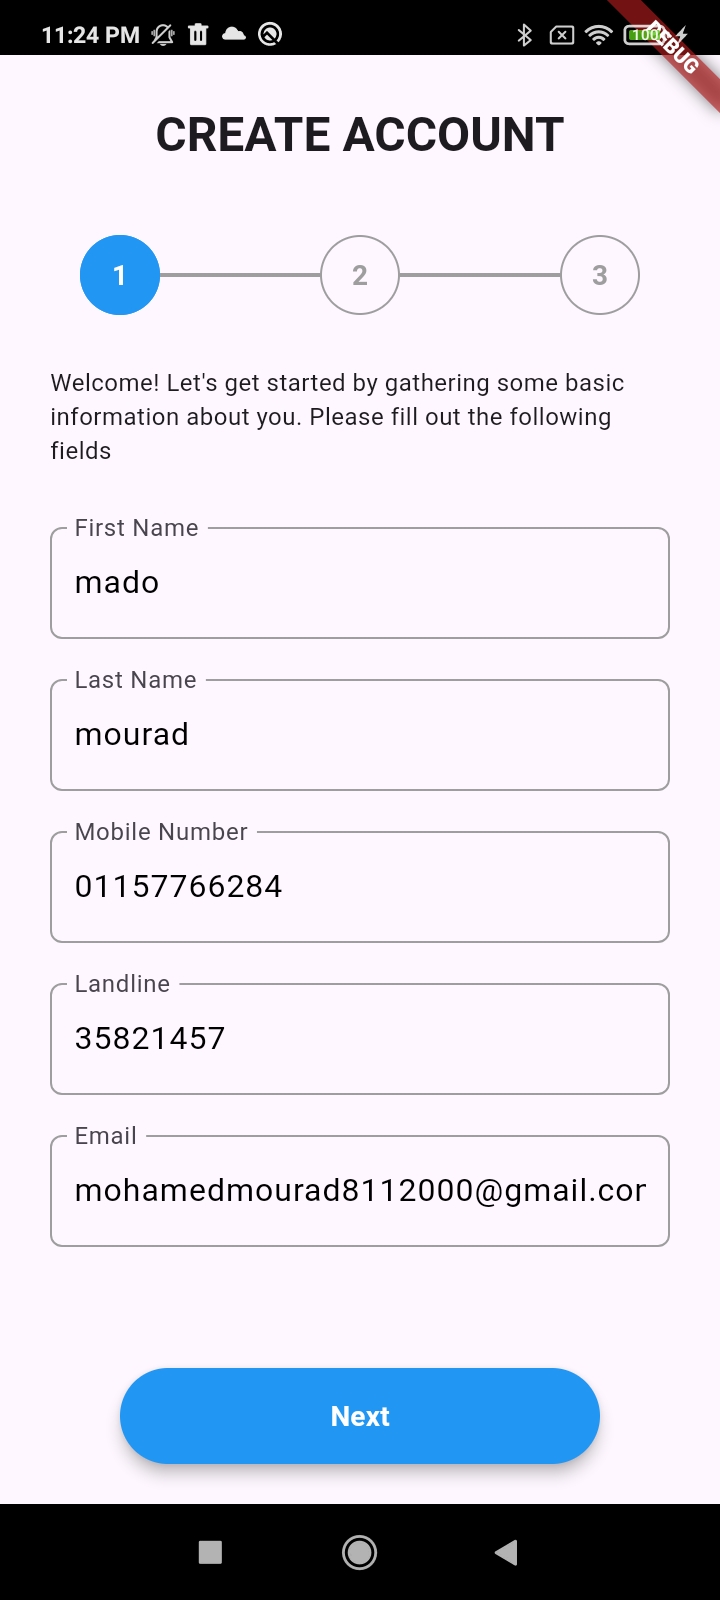 11:24 PM
100
DEBUG
CREATE ACCOUNT
1
2
3
Welcome! Let's get started by gathering some basic
information about you. Please fill out the following
fields
First Name
mado
Last Name
mourad
Mobile Number
01157766284
Landline
35821457
Email
mohamedmourad8112000@gmail.cor
Next